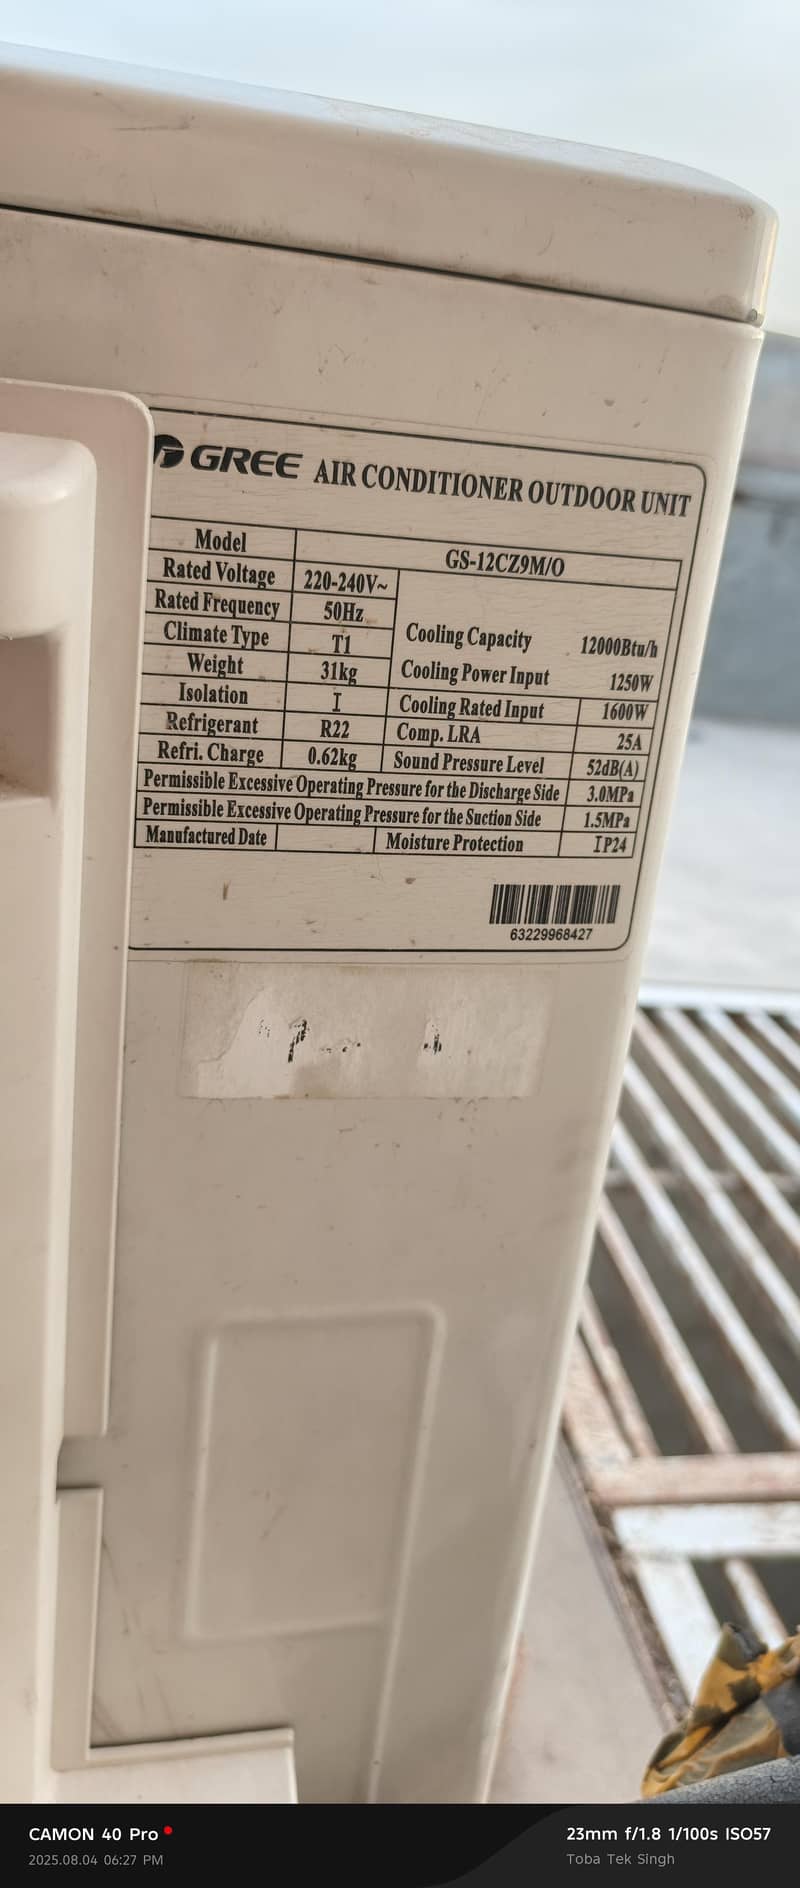 GREE AIR CONDITIONER OUTDOOR UNIT
Model GS-12CZ9M/O
Rated Voltage 220-240V~
Rated Frequency 50Hz
Climate Type T1
Weight 31kg
Isolation I
Refrigerant R22
Refri. Charge 0.62kg
Cooling Capacity 12000Btu/h
Cooling Power Input 1250W
Cooling Rated Input 1600W
Comp. LRA 25A
Sound Pressure Level 52dB(A)
Permissible Excessive Operating Pressure for the Discharge Side 3.0MPa
Permissible Excessive Operating Pressure for the Suction Side 1.5MPa
Manufactured Date
Moisture Protection IP24
63229968427
CAMON 40 Pro
2025.08.04 06:27 PM
23mm f/1.8 1/100s ISO57
Toba Tek Singh